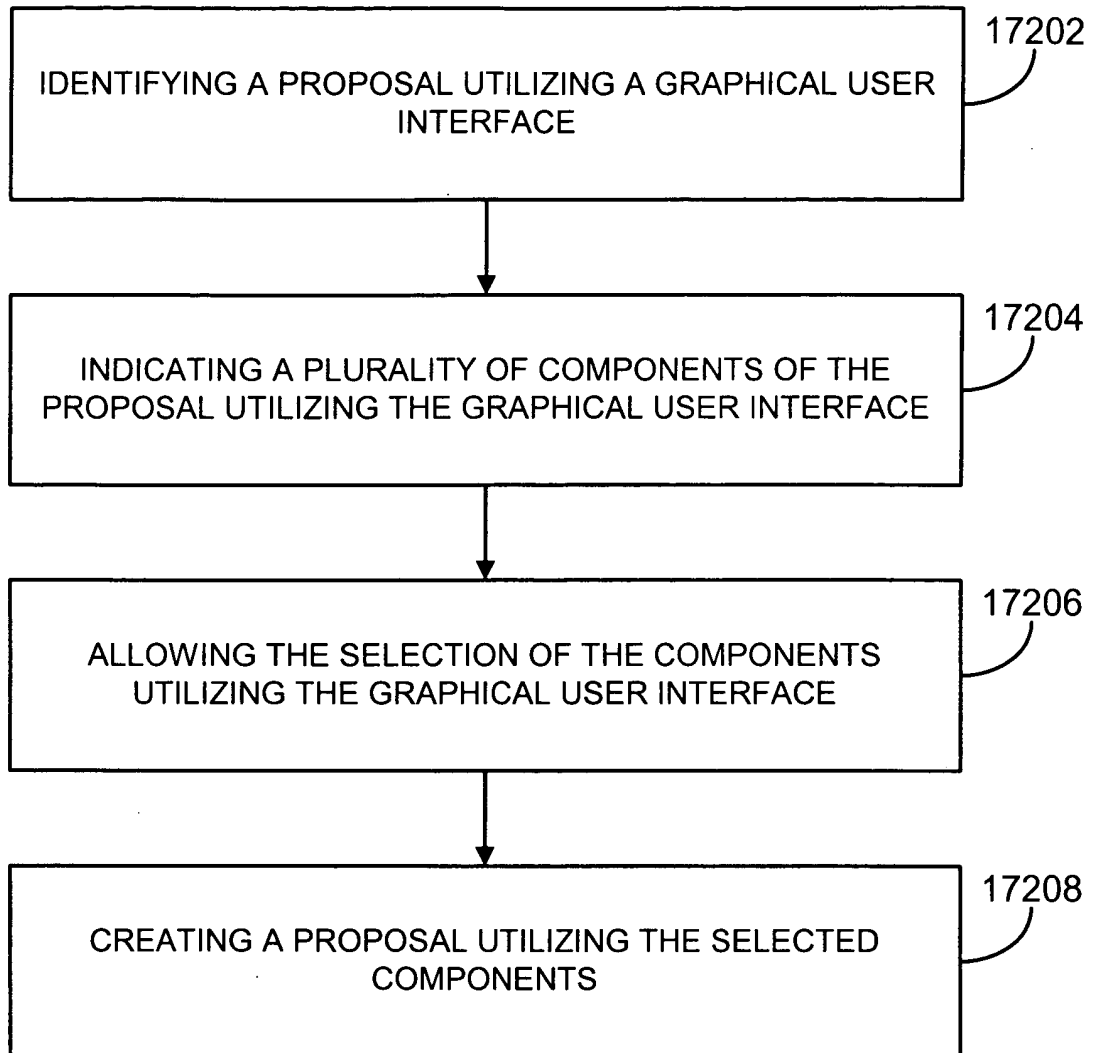 17202
IDENTIFYING A PROPOSAL UTILIZING A GRAPHICAL USER
INTERFACE
17204
INDICATING A PLURALITY OF COMPONENTS OF THE
PROPOSAL UTILIZING THE GRAPHICAL USER INTERFACE
17206
ALLOWING THE SELECTION OF THE COMPONENTS
UTILIZING THE GRAPHICAL USER INTERFACE
17208
CREATING A PROPOSAL UTILIZING THE SELECTED
COMPONENTS